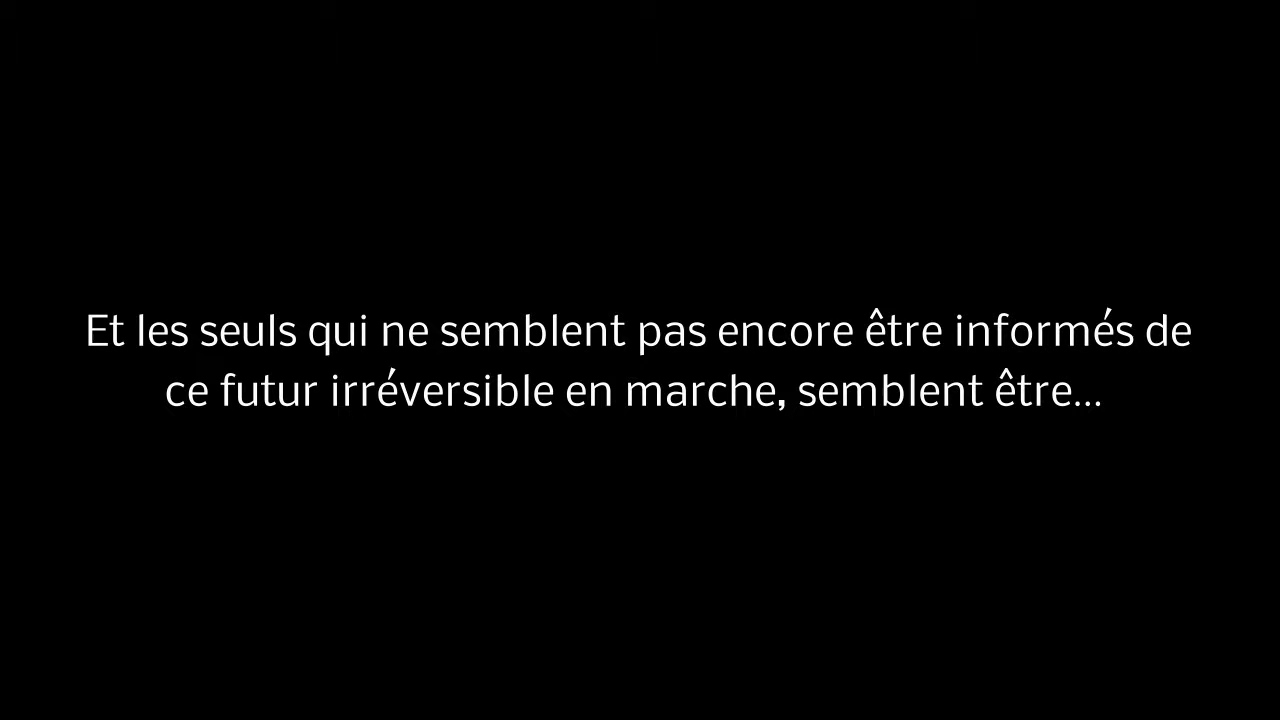 Et les seuls qui ne semblent pas encore être informés de
ce futur irréversible en marche, semblent être...